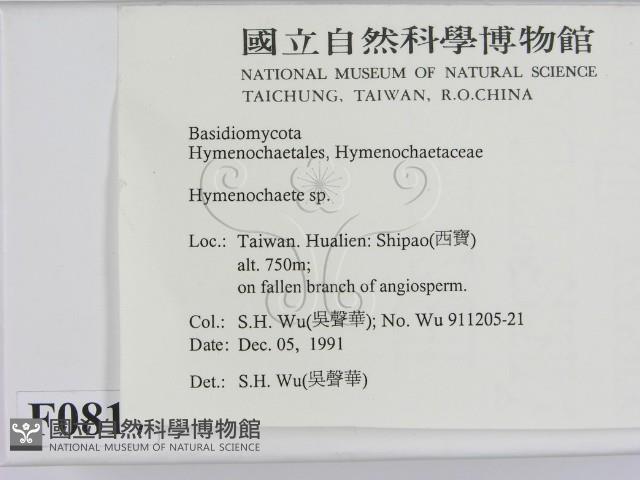 國立自然科學博物館
NATIONAL MUSEUM OF NATURAL SCIENCE
TAICHUNG, TAIWAN, R.O.CHINA
Basidiomycota
Hymenochaetales, Hymenochaetaceae
Hymenochaete sp.
Loc.: Taiwan. Hualien: Shipao(西寶)
alt. 750m;
on fallen branch of angiosperm.
Col.: S.H. Wu(吳聲華); No. Wu 911205-21
Date: Dec. 05, 1991
Det.: S.H. Wu(吳聲華)
F081
國立自然科學博物館
NATIONAL MUSEUM OF NATURAL SCIENCE